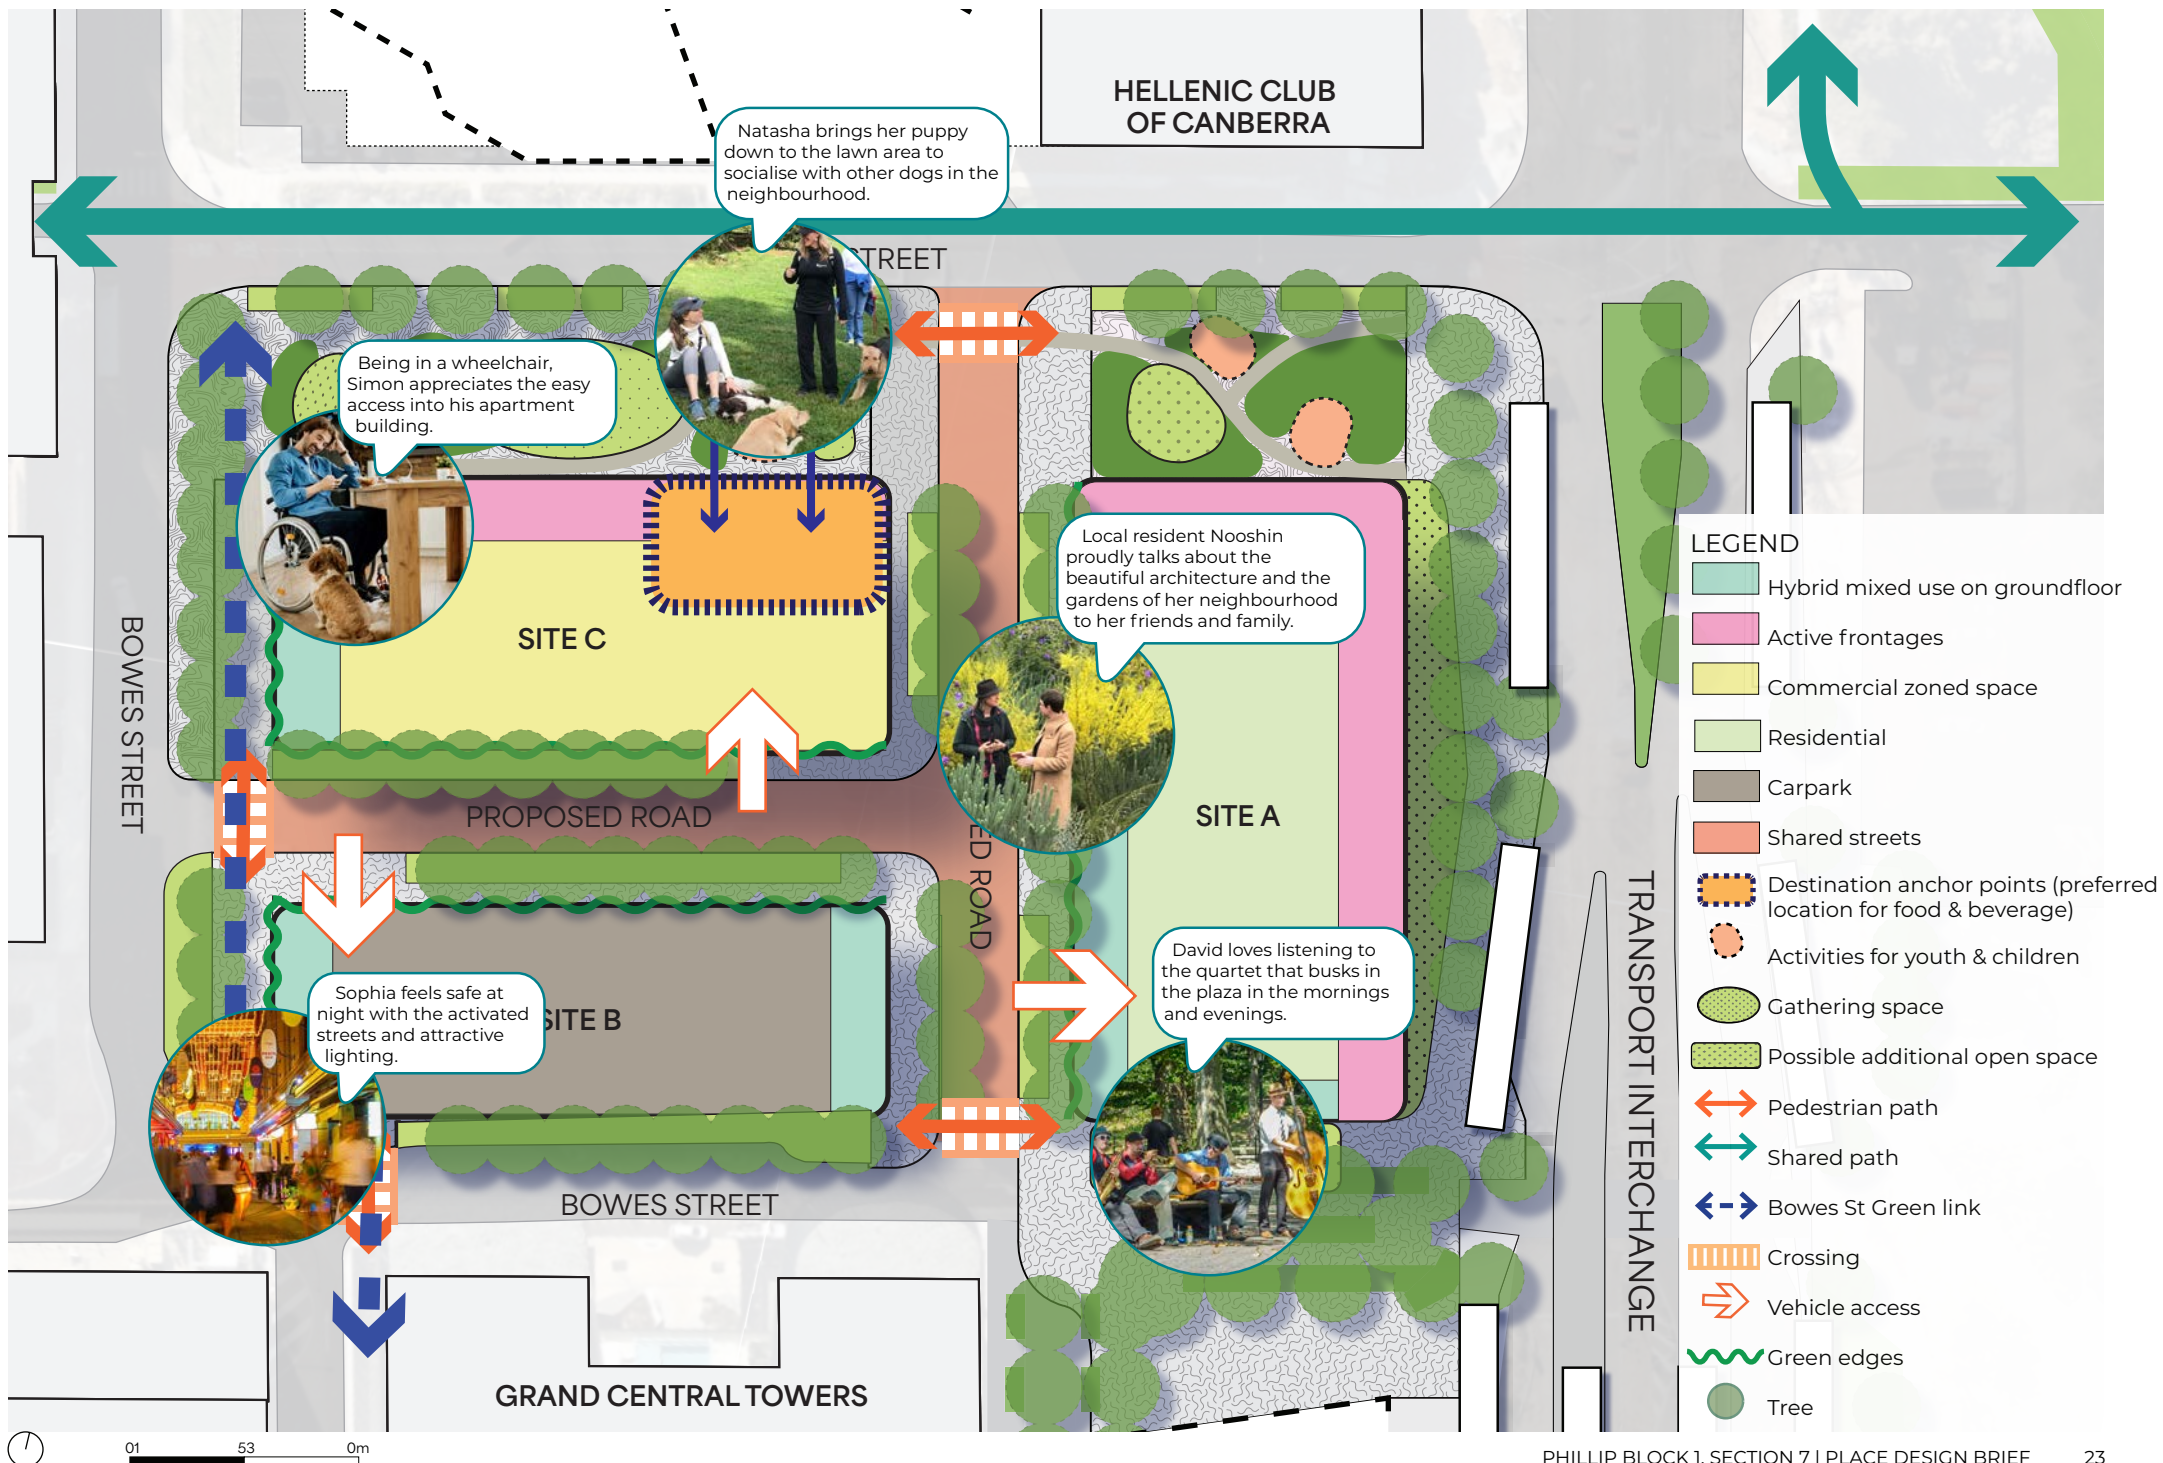 HELLENIC CLUB
OF CANBERRA
Natasha brings her puppy
down to the lawn area to
socialise with other dogs in the
neighbourhood.
STREET
Being in a wheelchair,
Simon appreciates the easy
access into his apartment
building.
Local resident Nooshin
proudly talks about the
beautiful architecture and the
gardens of her neighbourhood
to her friends and family.
SITE C
BOWES STREET
PROPOSED ROAD
SITE A
ED ROAD
David loves listening to
the quartet that busks in
the plaza in the mornings
and evenings.
Sophia feels safe at
night with the activated
streets and attractive
lighting.
SITE B
BOWES STREET
TRANSPORT INTERCHANGE
GRAND CENTRAL TOWERS
LEGEND
Hybrid mixed use on groundfloor
Active frontages
Commercial zoned space
Residential
Carpark
Shared streets
Destination anchor points (preferred
location for food & beverage)
Activities for youth & children
Gathering space
Possible additional open space
Pedestrian path
Shared path
Bowes St Green link
Crossing
Vehicle access
Green edges
Tree
01 53 0m
PHILLIP BLOCK 1, SECTION 7 | PLACE DESIGN BRIEF 23